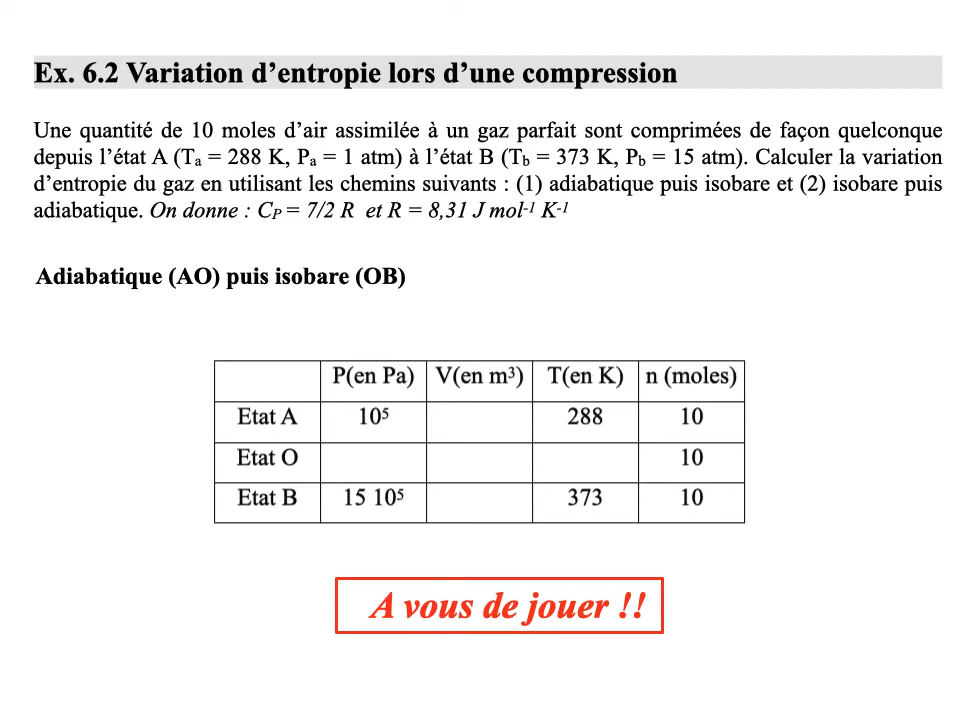 Ex. 6.2 Variation d’entropie lors d’une compression
Une quantité de 10 moles d’air assimilée à un gaz parfait sont comprimées de façon quelconque
depuis l’état A (Ta = 288 K, Pa = 1 atm) à l’état B (Tb = 373 K, Pb = 15 atm). Calculer la variation
d’entropie du gaz en utilisant les chemins suivants : (1) adiabatique puis isobare et (2) isobare puis
adiabatique. On donne : CP = 7/2 R et R = 8,31 J mol-1 K-1
Adiabatique (AO) puis isobare (OB)
P(en Pa) V(en m³) T(en K) n (moles)
Etat A 10⁵ 288 10
Etat O 10
Etat B 15 10⁵ 373 10
A vous de jouer !!